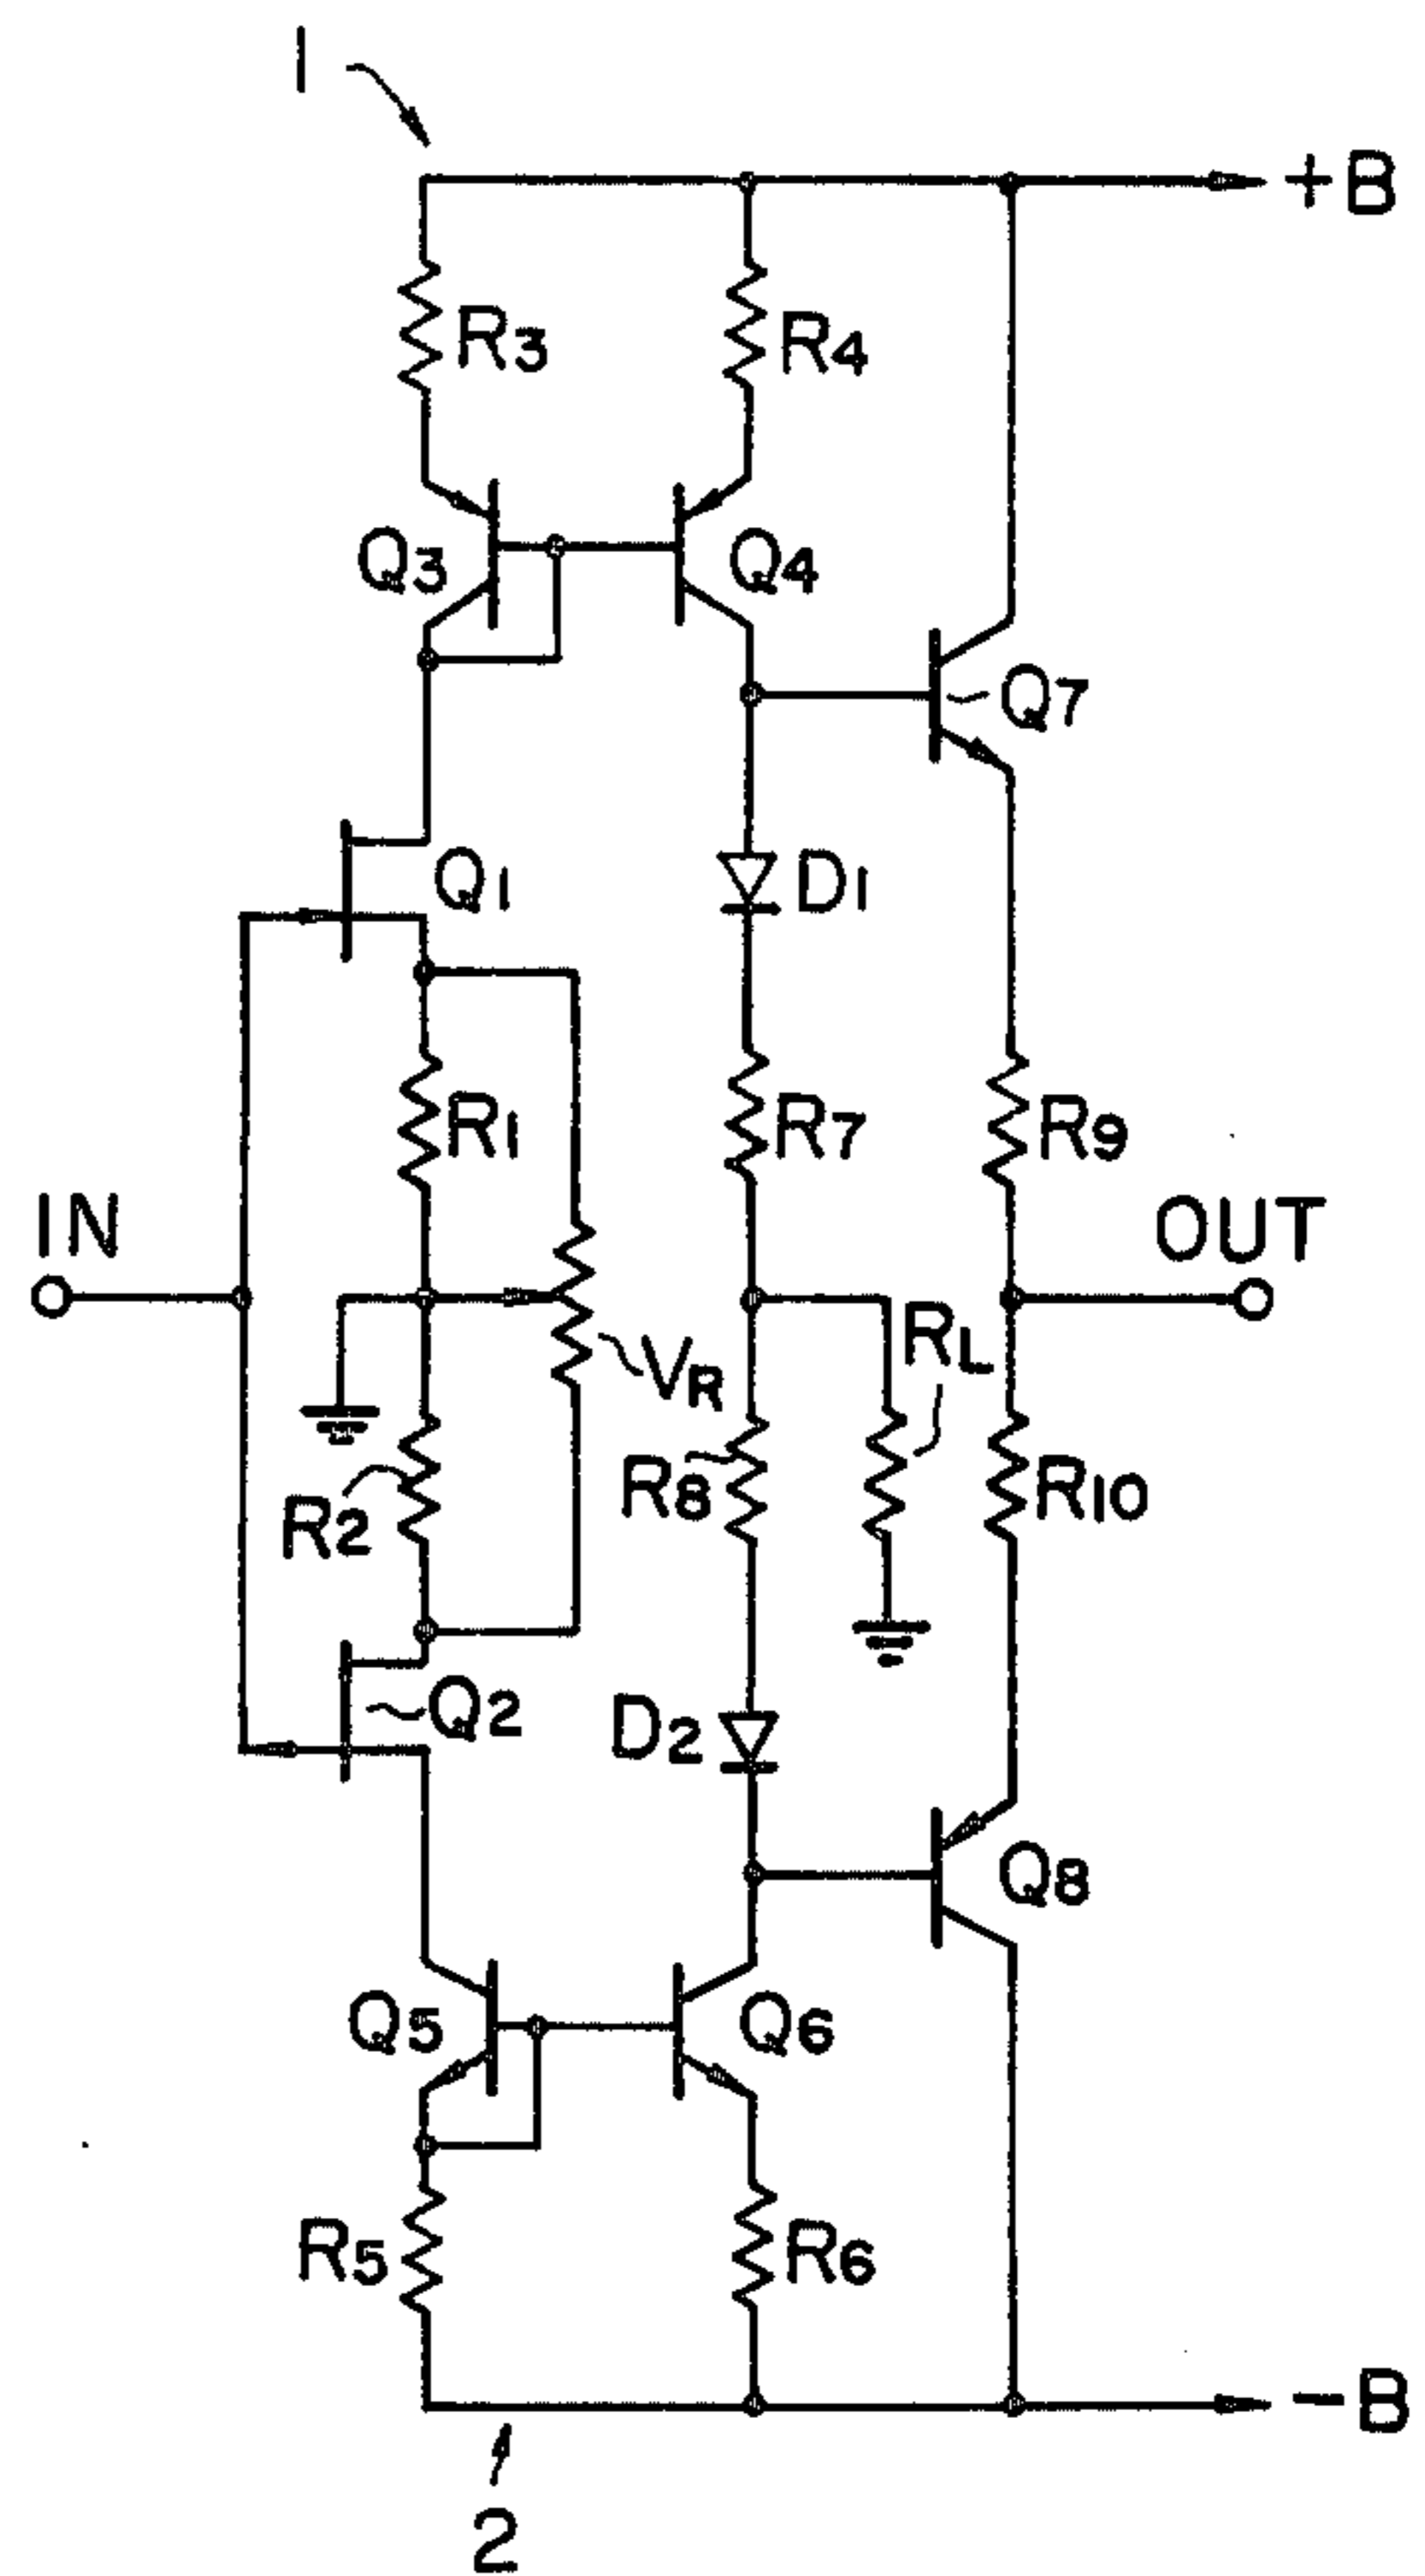 1
+B
R3
R4
Q3
Q4
Q7
Q1
D1
R1
R7
R9
IN
OUT
RL
VR
R2
R8
R10
Q2
D2
Q8
Q5
Q6
R5
R6
-B
2